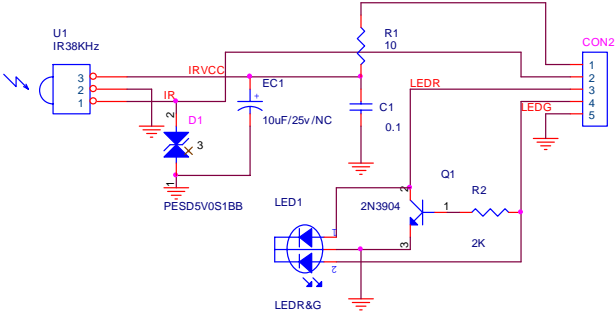 U1
IR38KHz
R1
10
CON2
IRVCC
3
2
1
IR
EC1
+
10uF/25v/NC
C1
0.1
LEDR
LEDG
1
2
3
4
5
2
D1
3
1
PESD5V0S1BB
LED1
2
Q1
2N3904
1
R2
2K
3
1
2
LEDR&G